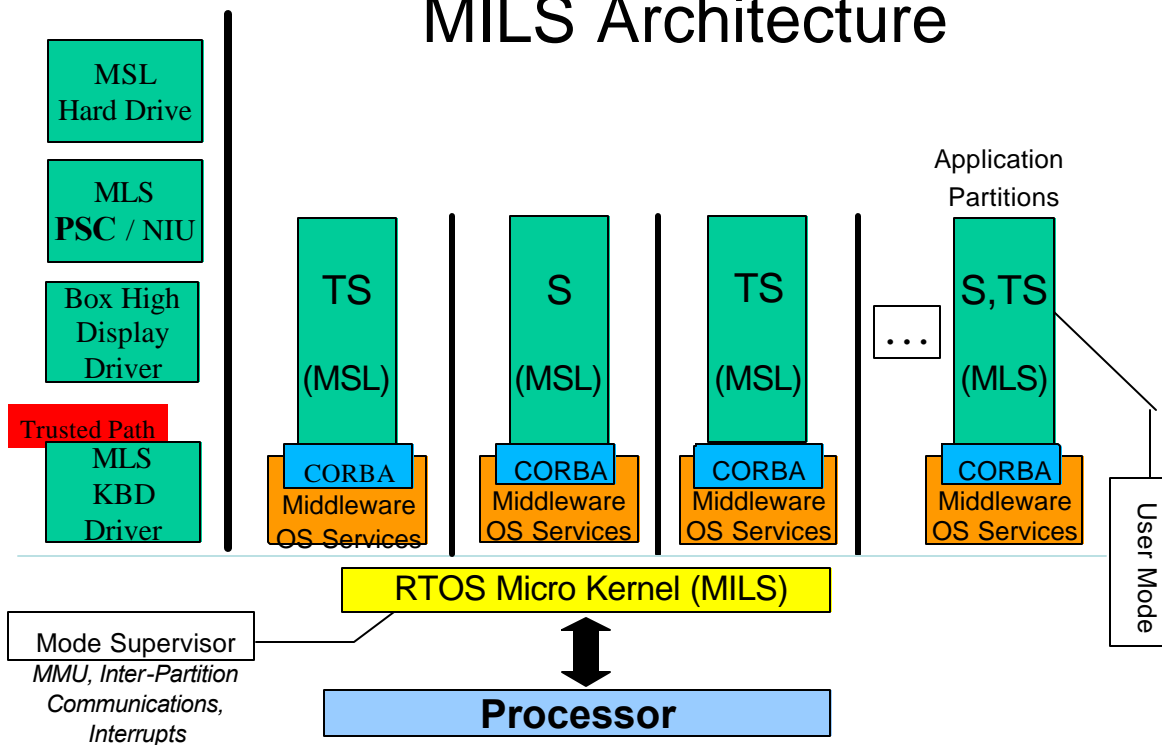 MILS Architecture
MSL
Hard Drive
MLS
PSC / NIU
Box High
Display
Driver
Trusted Path
MLS
KBD
Driver
TS
(MSL)
CORBA
Middleware
OS Services
S
(MSL)
CORBA
Middleware
OS Services
TS
(MSL)
CORBA
Middleware
OS Services
...
Application
Partitions
S,TS
(MLS)
CORBA
Middleware
OS Services
User Mode
RTOS Micro Kernel (MILS)
Mode Supervisor
MMU, Inter-Partition
Communications,
Interrupts
Processor